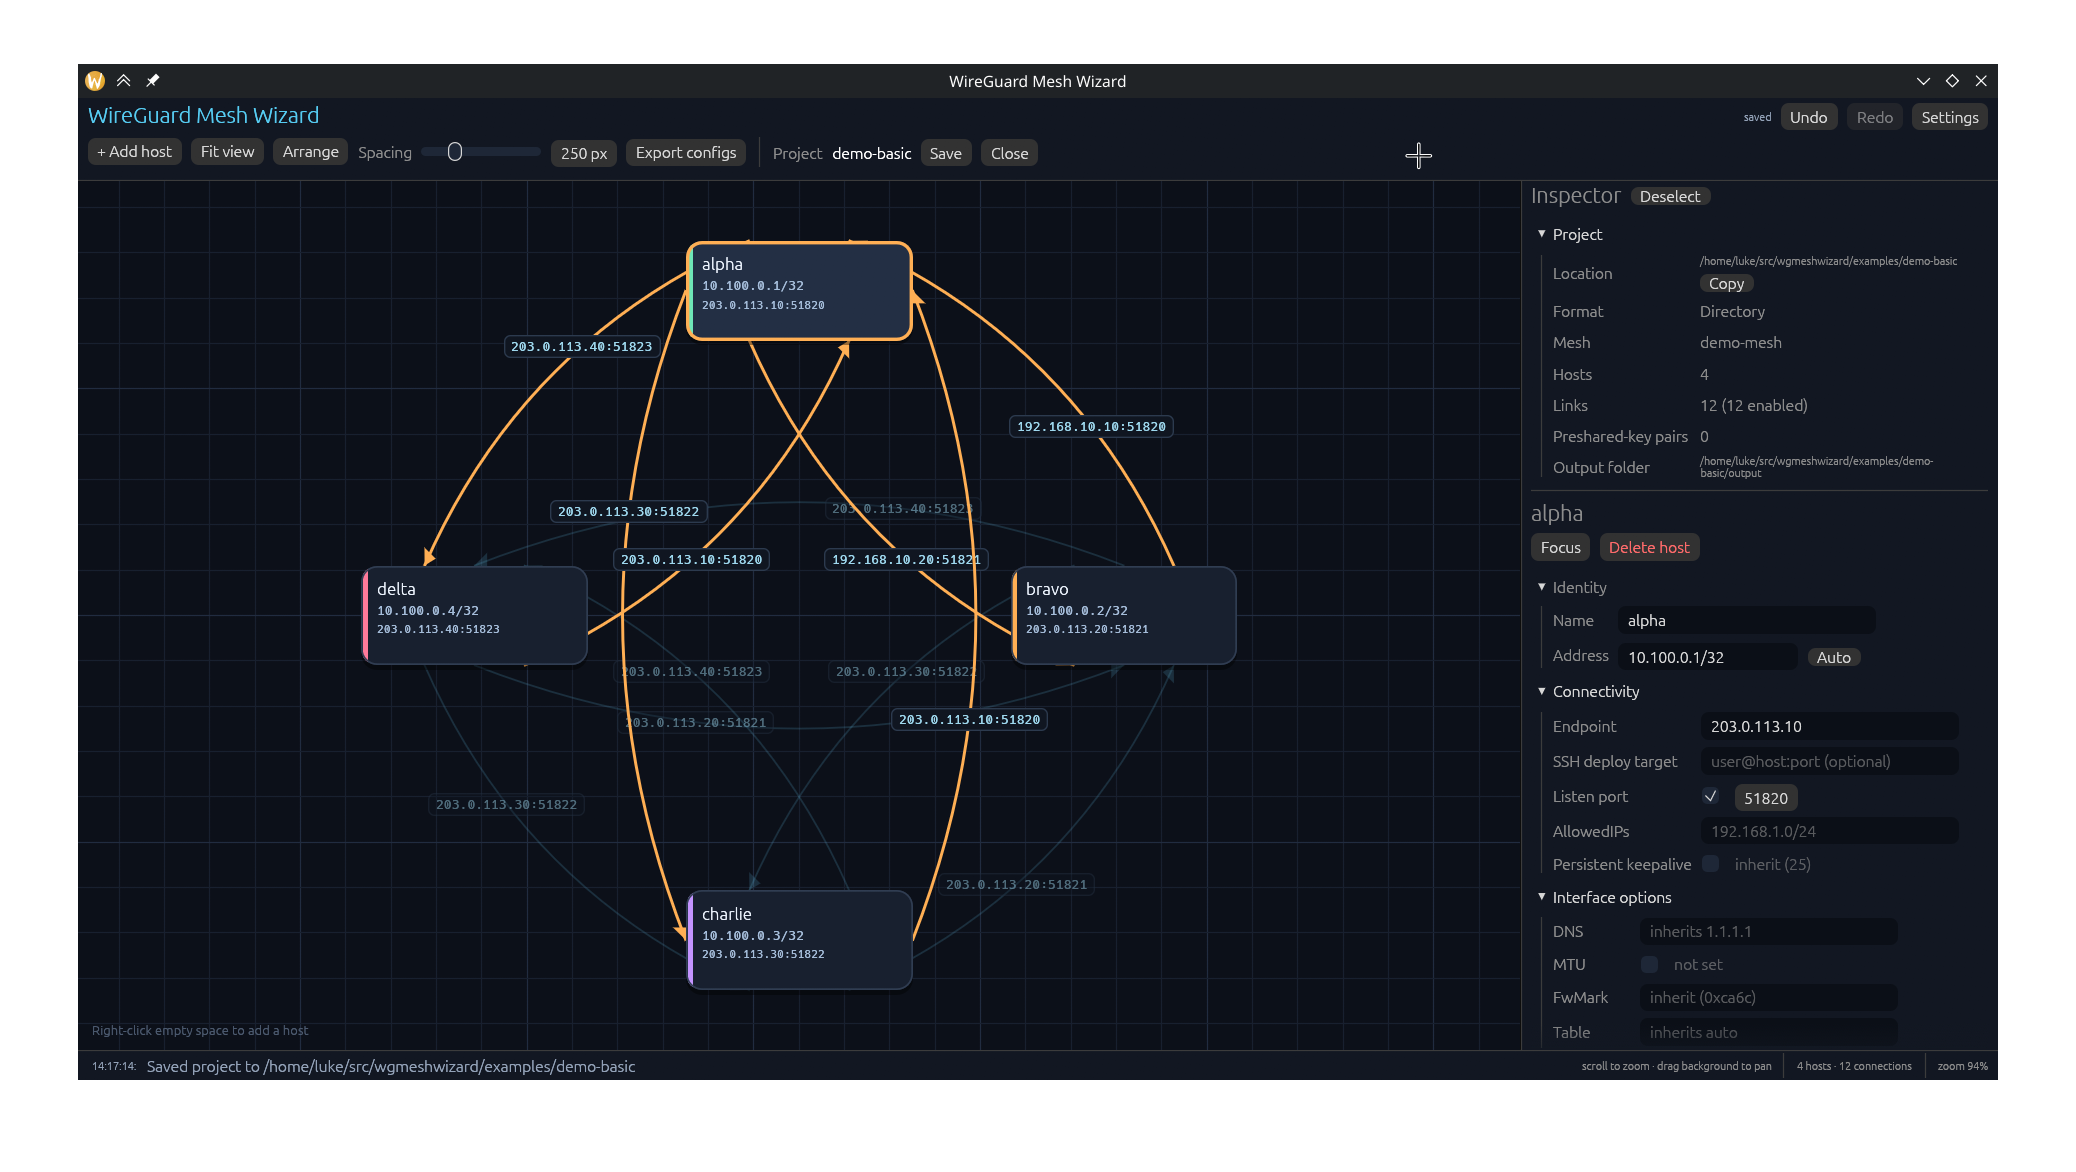 WireGuard Mesh Wizard
WireGuard Mesh Wizard
saved Undo Redo Settings
+ Add host Fit view Arrange Spacing 250 px Export configs Project demo-basic Save Close
alpha
10.100.0.1/32
203.0.113.10:51820
203.0.113.40:51823
192.168.10.10:51820
203.0.113.30:51822
203.0.113.40:51823
203.0.113.10:51820
192.168.10.20:51821
delta
10.100.0.4/32
203.0.113.40:51823
bravo
10.100.0.2/32
203.0.113.20:51821
203.0.113.40:51823
203.0.113.30:51822
203.0.113.20:51821
203.0.113.10:51820
203.0.113.30:51822
203.0.113.20:51821
charlie
10.100.0.3/32
203.0.113.30:51822
Right-click empty space to add a host
Inspector Deselect
Project
Location /home/luke/src/wgmeshwizard/examples/demo-basic
Copy
Format Directory
Mesh demo-mesh
Hosts 4
Links 12 (12 enabled)
Preshared-key pairs 0
Output folder /home/luke/src/wgmeshwizard/examples/demo-
basic/output
alpha
Focus Delete host
Identity
Name alpha
Address 10.100.0.1/32 Auto
Connectivity
Endpoint 203.0.113.10
SSH deploy target user@host:port (optional)
Listen port 51820
AllowedIPs 192.168.1.0/24
Persistent keepalive inherit (25)
Interface options
DNS inherits 1.1.1.1
MTU not set
FwMark inherit (0xca6c)
Table inherits auto
14:17:14: Saved project to /home/luke/src/wgmeshwizard/examples/demo-basic
scroll to zoom · drag background to pan 4 hosts · 12 connections zoom 94%